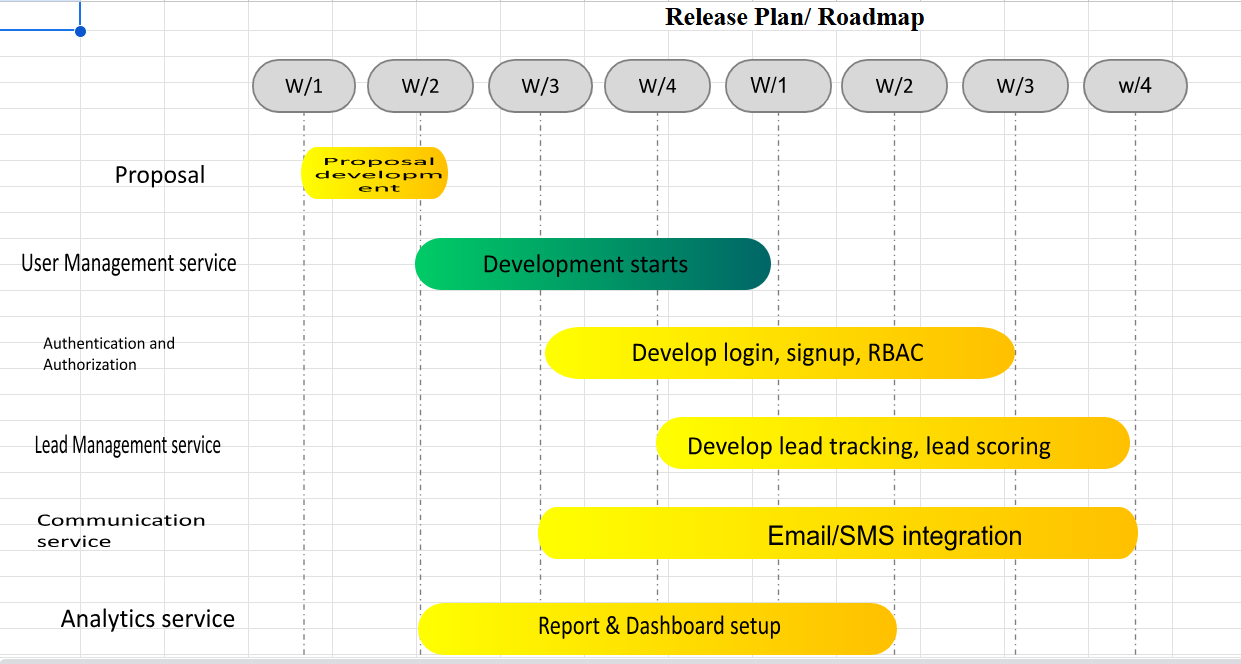 Release Plan/ Roadmap
W/1 W/2 W/3 W/4 W/1 W/2 W/3 w/4
Proposal
Proposal
developm
ent
User Management service
Development starts
Authentication and
Authorization
Develop login, signup, RBAC
Lead Management service
Develop lead tracking, lead scoring
Communication
service
Email/SMS integration
Analytics service
Report & Dashboard setup